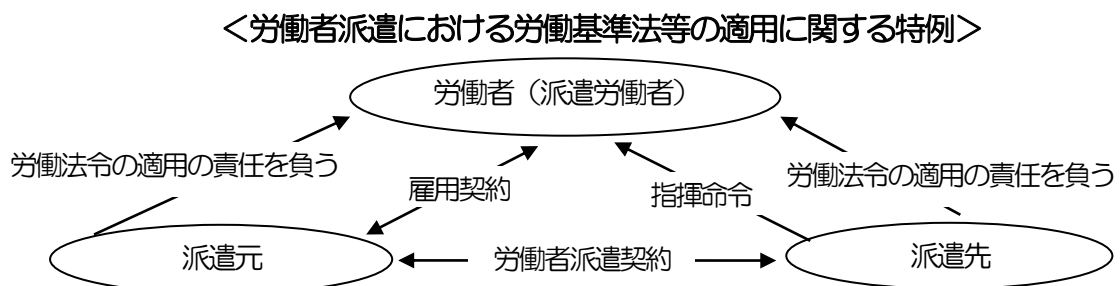 ＜労働者派遣における労働基準法等の適用に関する特例＞
労働者（派遣労働者）
労働法令の適用の責任を負う
労働法令の適用の責任を負う
雇用契約
指揮命令
派遣元
労働者派遣契約
派遣先